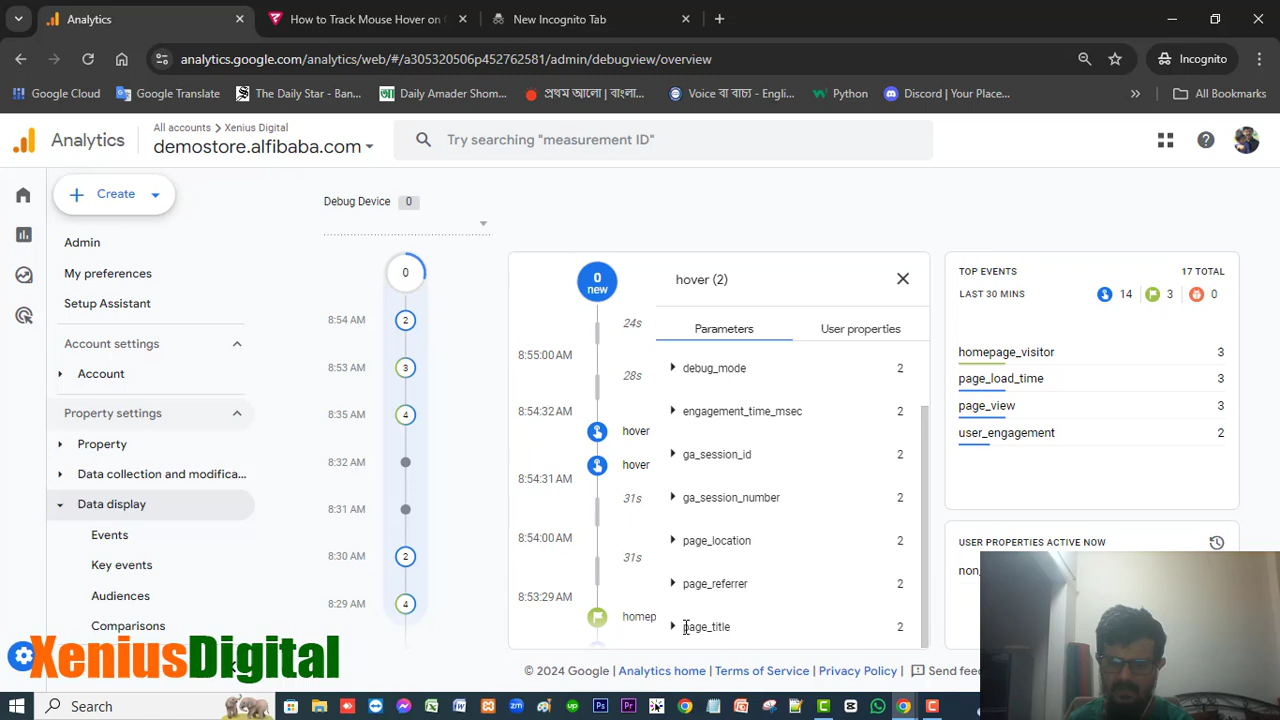 Analytics
How to Track Mouse Hover on
New Incognito Tab
analytics.google.com/analytics/web/#/a305320506p452762581/admin/debugview/overview
Incognito
Google Cloud
Google Translate
The Daily Star - Ban...
Daily Amader Shom...
প্রথম আলো | বাংলা...
Voice বা বাচ্য - Engli...
Python
Discord | Your Place...
All Bookmarks
Analytics
All accounts > Xenius Digital
demostore.alfibaba.com
Try searching "measurement ID"
Create
Admin
My preferences
Setup Assistant
Account settings
Account
Property settings
Property
Data collection and modifica...
Data display
Events
Key events
Audiences
Comparisons
Debug Device 0
0
8:54 AM 2
8:53 AM 3
8:35 AM 4
8:32 AM
8:31 AM
8:30 AM 2
8:29 AM 4
0
new
24s
8:55:00 AM
28s
8:54:32 AM
hover
hover
8:54:31 AM
31s
8:54:00 AM
31s
8:53:29 AM
homep
hover (2)
Parameters
User properties
debug_mode 2
engagement_time_msec 2
ga_session_id 2
ga_session_number 2
page_location 2
page_referrer 2
page_title 2
TOP EVENTS 17 TOTAL
LAST 30 MINS 14 3 0
homepage_visitor 3
page_load_time 3
page_view 3
user_engagement 2
USER PROPERTIES ACTIVE NOW
non_
© 2024 Google | Analytics home | Terms of Service | Privacy Policy | Send feed
XeniusDigital
Search